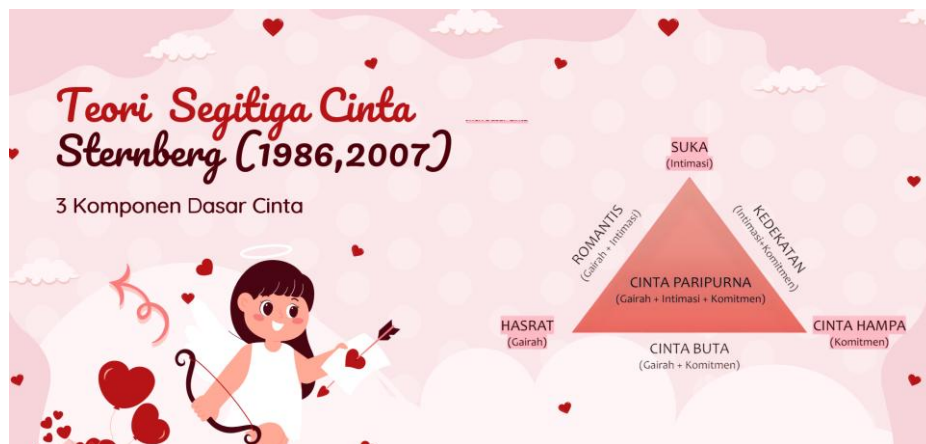 Teori Segitiga Cinta
Sternberg (1986,2007)
3 Komponen Dasar Cinta
SUKA
(Intimasi)
ROMANTIS
(Gairah + Intimasi)
KEDEKATAN
(Intimasi+Komitmen)
CINTA PARIPURNA
(Gairah + Intimasi + Komitmen)
HASRAT
(Gairah)
CINTA HAMPA
(Komitmen)
CINTA BUTA
(Gairah + Komitmen)